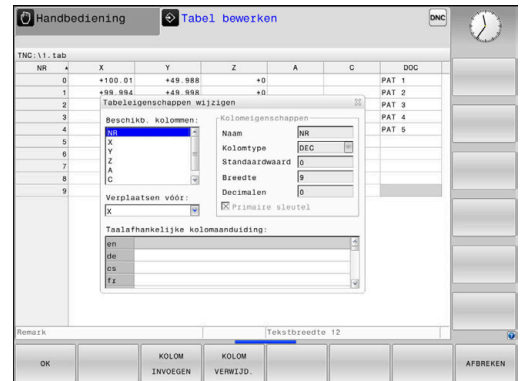 Handbediening
Tabel bewerken
DNC
TNC:\1.tab
NR X Y Z A C DOC
0 +100.01 +49.988 +0 PAT 1
1 +99.994 +49.998 +0 PAT 2
2 PAT 3
3 PAT 4
4 PAT 5
5
6
7
8
9
Tabeleigenschappen wijzigen
Beschikb. kolommen:
NR
X
Y
Z
A
C
Verplaatsen vóór:
X
Kolomeigenschappen
Naam NR
Kolomtype DEC
Standaardwaard 0
Breedte 9
Decimalen 0
Primaire sleutel
Taalafhankelijke kolomaanduiding:
en
de
cs
fr
Remark
Tekstbreedte 12
OK
KOLOM
INVOEGEN
KOLOM
VERWIJD.
AFBREKEN